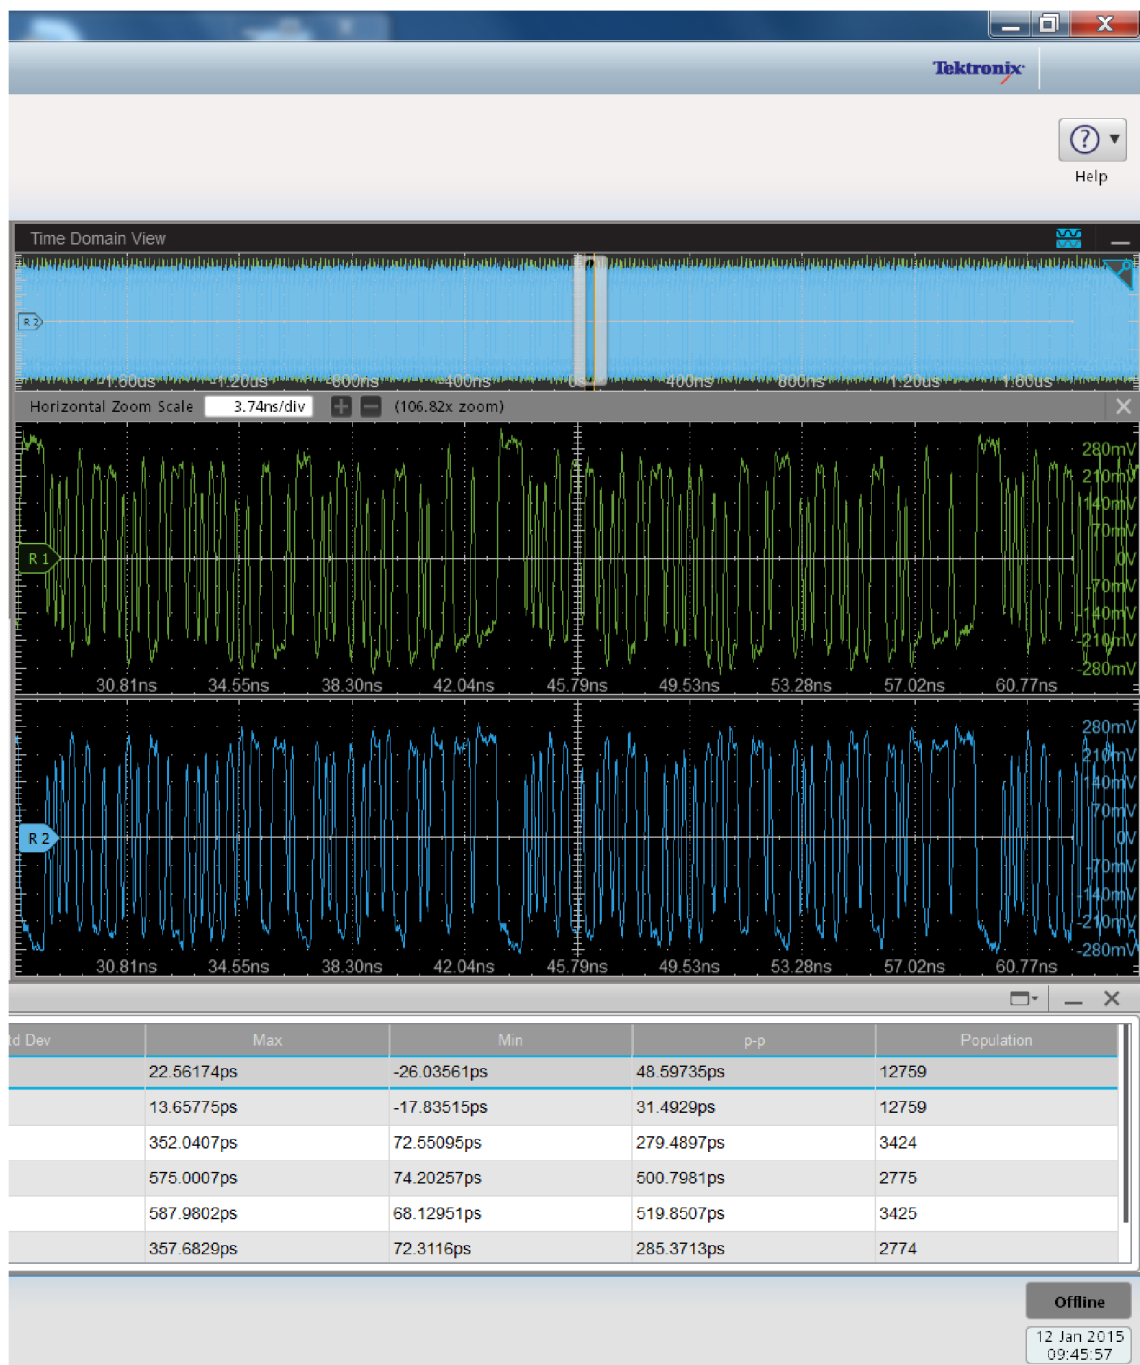 Tektronix
?
Help
Time Domain View
R 2
-1.60us -1.20us -800ns -400ns 400ns 800ns 1.20us 1.60us
Horizontal Zoom Scale 3.74ns/div + − (106.82x zoom)
280mV
210mV
140mV
70mV
R 1 0V
-70mV
-140mV
-210mV
-280mV
30.81ns 34.55ns 38.30ns 42.04ns 45.79ns 49.53ns 53.28ns 57.02ns 60.77ns
280mV
210mV
140mV
70mV
R 2 0V
-70mV
-140mV
-210mV
-280mV
30.81ns 34.55ns 38.30ns 42.04ns 45.79ns 49.53ns 53.28ns 57.02ns 60.77ns
td Dev Max Min p-p Population
22.56174ps -26.03561ps 48.59735ps 12759
13.65775ps -17.83515ps 31.4929ps 12759
352.0407ps 72.55095ps 279.4897ps 3424
575.0007ps 74.20257ps 500.7981ps 2775
587.9802ps 68.12951ps 519.8507ps 3425
357.6829ps 72.3116ps 285.3713ps 2774
Offline
12 Jan 2015
09:45:57